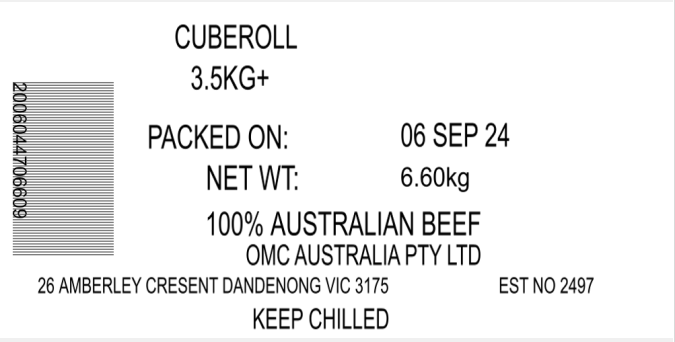 CUBEROLL
3.5KG+
2006044706609
PACKED ON: 06 SEP 24
NET WT: 6.60kg
100% AUSTRALIAN BEEF
OMC AUSTRALIA PTY LTD
26 AMBERLEY CRESENT DANDENONG VIC 3175 EST NO 2497
KEEP CHILLED